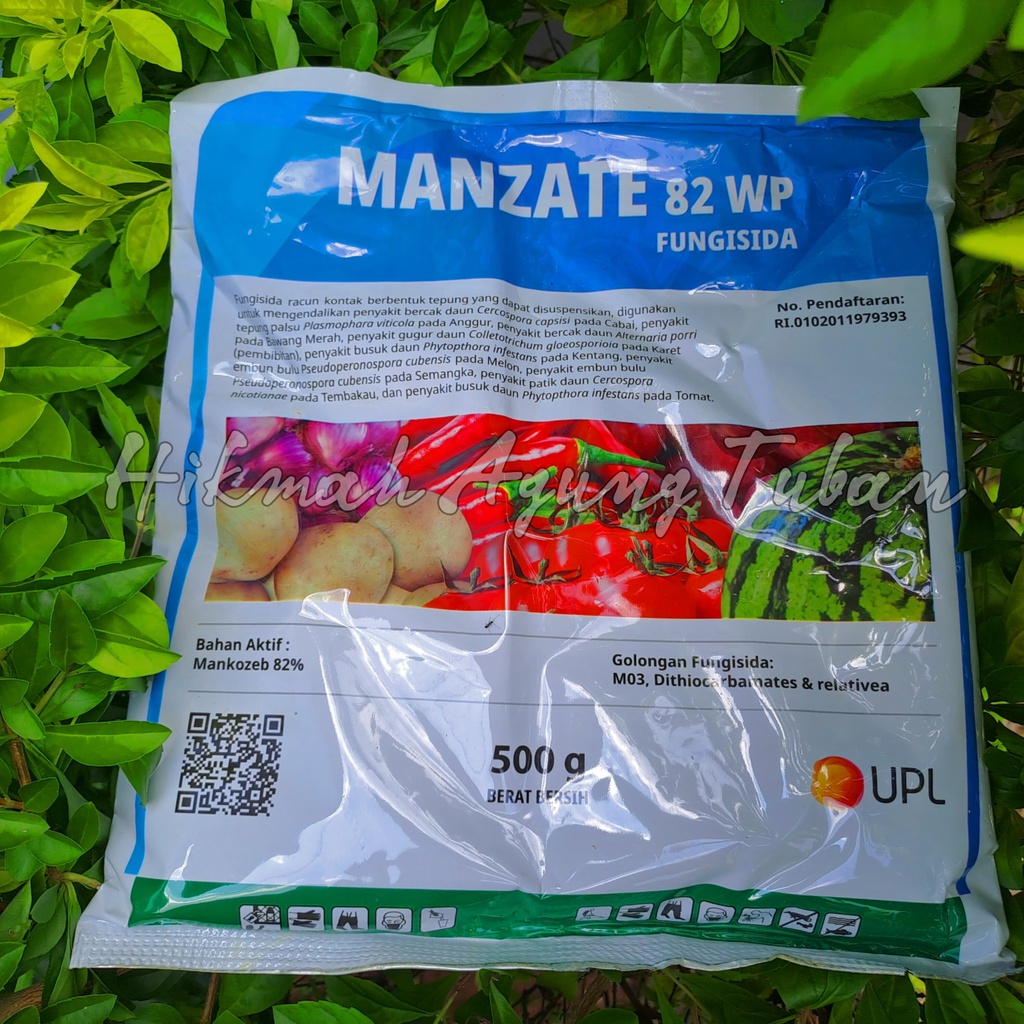 MANZATE 82 WP
FUNGISIDA
Fungisida racun kontak berbentuk tepung yang dapat disuspensikan, digunakan
untuk mengendalikan penyakit bercak daun Cercospora capsisi pada Cabai, penyakit
tepung palsu Plasmophara viticola pada Anggur, penyakit bercak daun Alternaria porri
pada Bawang Merah, penyakit gugur daun Colletotrichum gloeosporioia pada Karet
(pembibitan), penyakit busuk daun Phytopthora infestans pada Kentang, penyakit
embun bulu Pseudoperonospora cubensis pada Melon, penyakit embun bulu
Pseudoperonospora cubensis pada Semangka, penyakit patik daun Cercospora
nicotianae pada Tembakau, dan penyakit busuk daun Phytopthora infestans pada Tomat.
No. Pendaftaran:
RI.0102011979393
Hikmah Agung Tuban
Bahan Aktif :
Mankozeb 82%
Golongan Fungisida:
M03, Dithiocarbamates & relativea
500 g
BERAT BERSIH
UPL